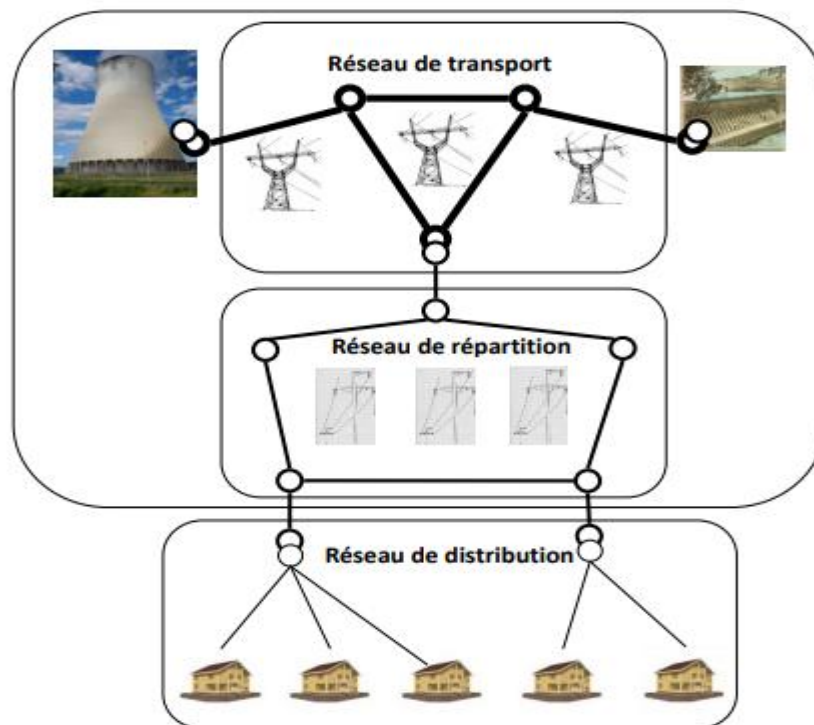 Réseau de transport
Réseau de répartition
Réseau de distribution